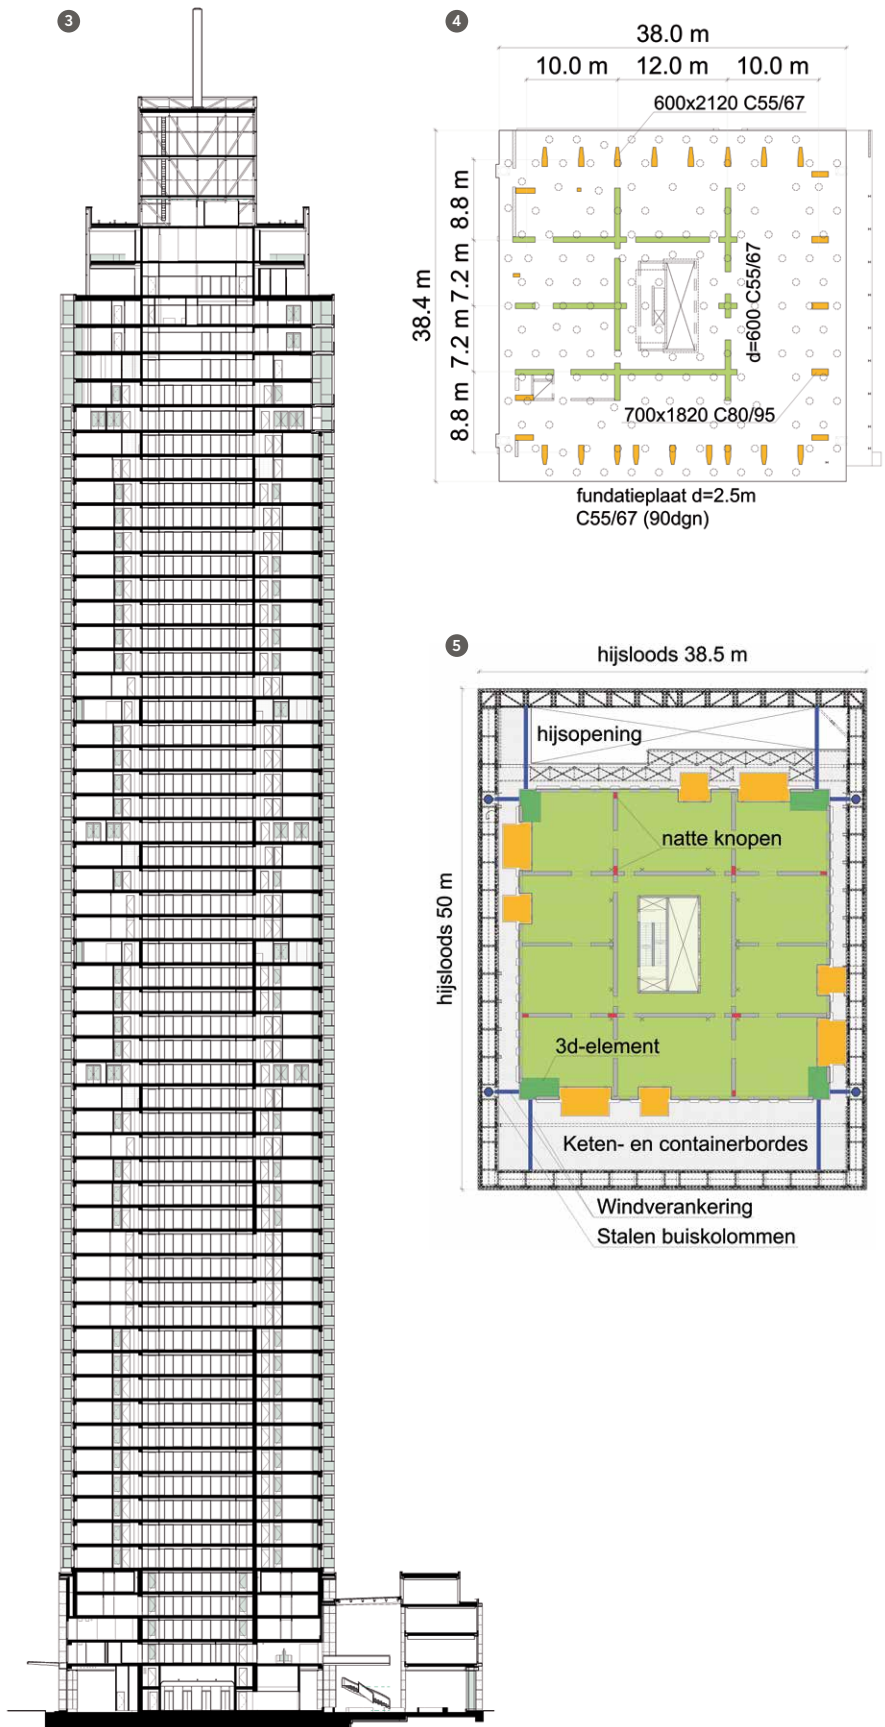 3
4
38.0 m
10.0 m 12.0 m 10.0 m
600x2120 C55/67
38.4 m
8.8 m
7.2 m
7.2 m
8.8 m
d=600 C55/67
700x1820 C80/95
fundatieplaat d=2.5m
C55/67 (90dgn)
5
hijsloods 38.5 m
hijsloods 50 m
hijsopening
natte knopen
3d-element
Keten- en containerbordes
Windverankering
Stalen buiskolommen